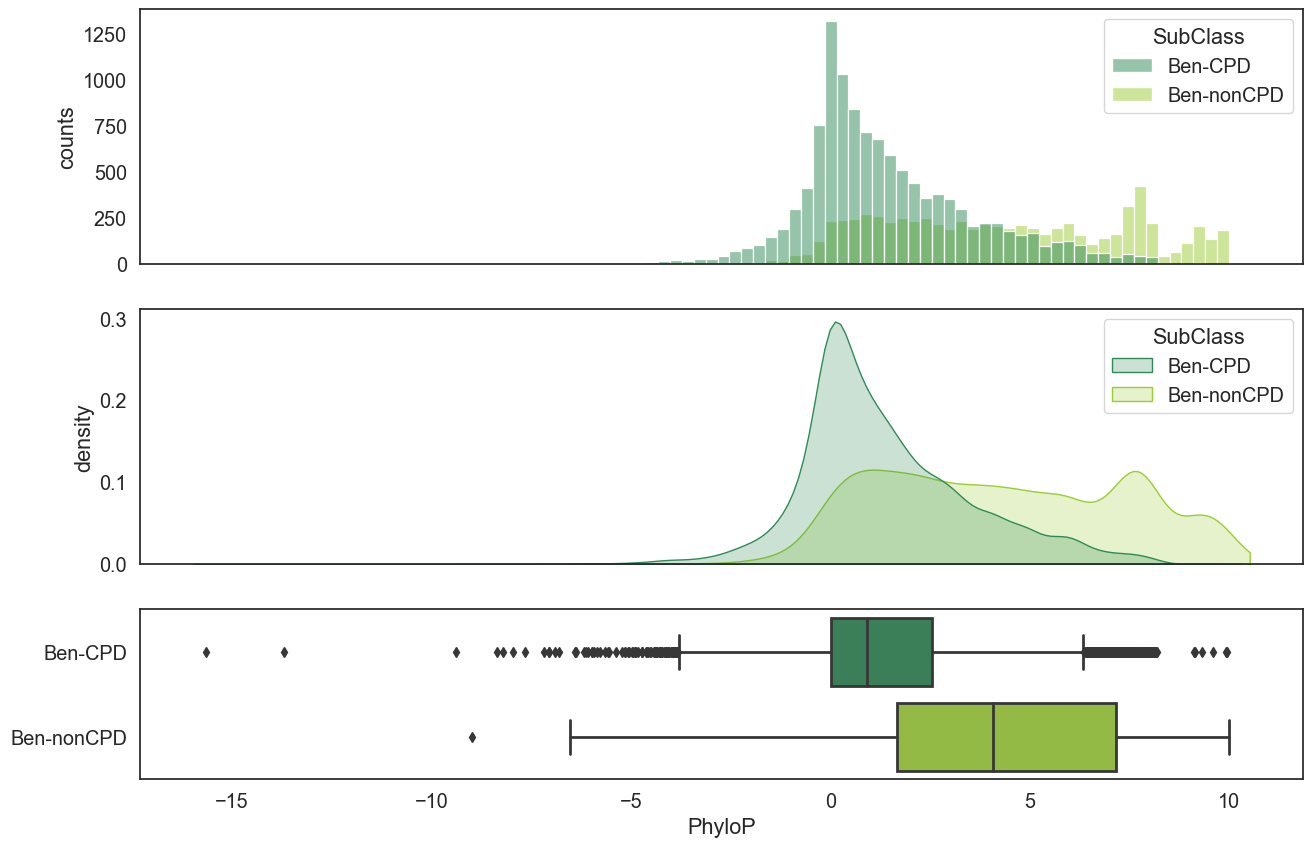 1250
1000
750
500
250
0
counts
SubClass
Ben-CPD
Ben-nonCPD
0.3
0.2
0.1
0.0
density
SubClass
Ben-CPD
Ben-nonCPD
Ben-CPD
Ben-nonCPD
−15 −10 −5 0 5 10
PhyloP